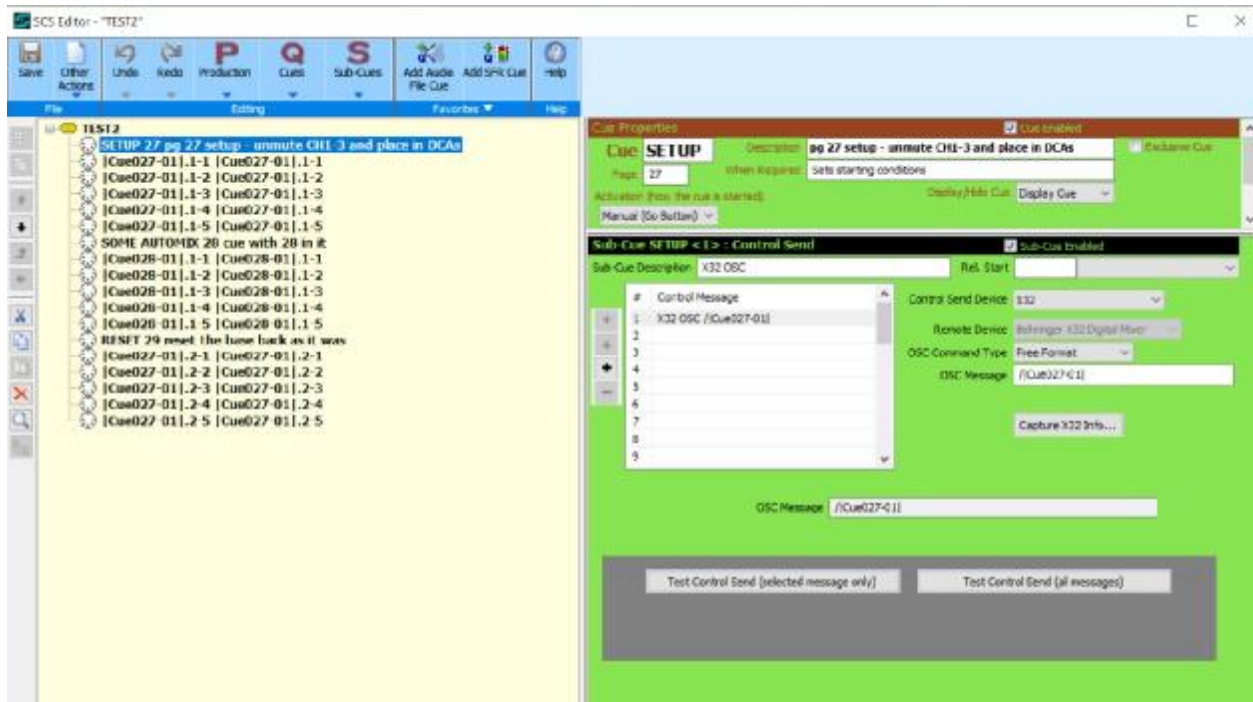 SCS Editor - "TEST2"
Save
Other Actions
Undo
Redo
Production
Cues
Sub-Cues
Add Audio File Cue
Add SFR Cue
Help
File
Editing
Favorites
Help
TEST2
SETUP 27 pg 27 setup - unmute CH1-3 and place in DCAs
|Cue027-01|.1-1 |Cue027-01|.1-1
|Cue027-01|.1-2 |Cue027-01|.1-2
|Cue027-01|.1-3 |Cue027-01|.1-3
|Cue027-01|.1-4 |Cue027-01|.1-4
|Cue027-01|.1-5 |Cue027-01|.1-5
SOME AUTOMIX 28 cue with 28 in it
|Cue028-01|.1-1 |Cue028-01|.1-1
|Cue028-01|.1-2 |Cue028-01|.1-2
|Cue028-01|.1-3 |Cue028-01|.1-3
|Cue028-01|.1-4 |Cue028-01|.1-4
|Cue028-01|.1-5 |Cue028-01|.1-5
RESET 29 reset the base back as it was
|Cue027-01|.2-1 |Cue027-01|.2-1
|Cue027-01|.2-2 |Cue027-01|.2-2
|Cue027-01|.2-3 |Cue027-01|.2-3
|Cue027-01|.2-4 |Cue027-01|.2-4
|Cue027-01|.2-5 |Cue027-01|.2-5
Cue Properties
Cue Enabled
Cue SETUP
Description pg 27 setup - unmute CH1-3 and place in DCAs
Exclusive Cue
Page 27
When Required Sets starting conditions
Activation (how the cue is started)
Display/Hide Cue Display Cue
Manual (Go Button)
Sub-Cue SETUP <1> : Control Send
Sub-Cue Enabled
Sub-Cue Description X32 OSC
Rel. Start
# Control Message
1 X32 OSC /|Cue027-01|
2
3
4
5
6
7
8
9
Control Send Device X32
Remote Device Behringer X32 Digital Mixer
OSC Command Type Free Format
OSC Message /|Cue027-01|
Capture X32 Info...
OSC Message /|Cue027-01|
Test Control Send (selected message only)
Test Control Send (all messages)